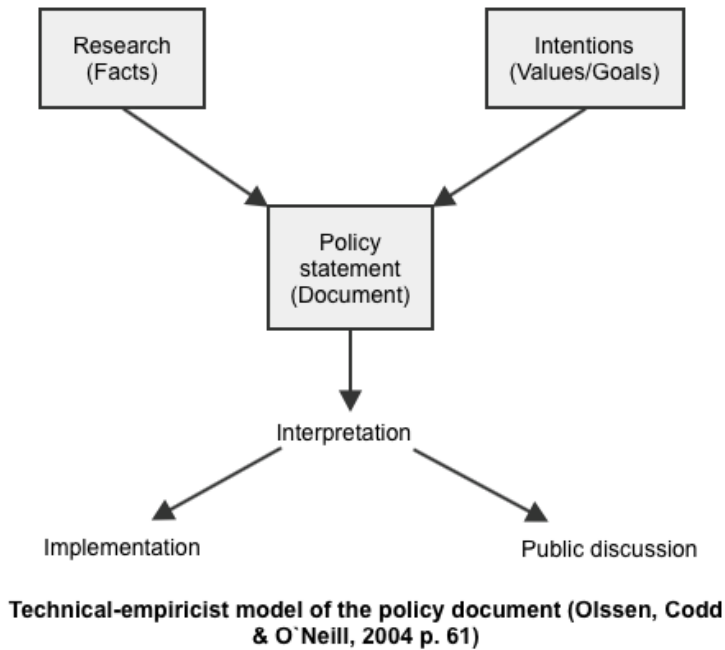 Research
(Facts)
Intentions
(Values/Goals)
Policy
statement
(Document)
Interpretation
Implementation
Public discussion
Technical-empiricist model of the policy document (Olssen, Codd
& O`Neill, 2004 p. 61)